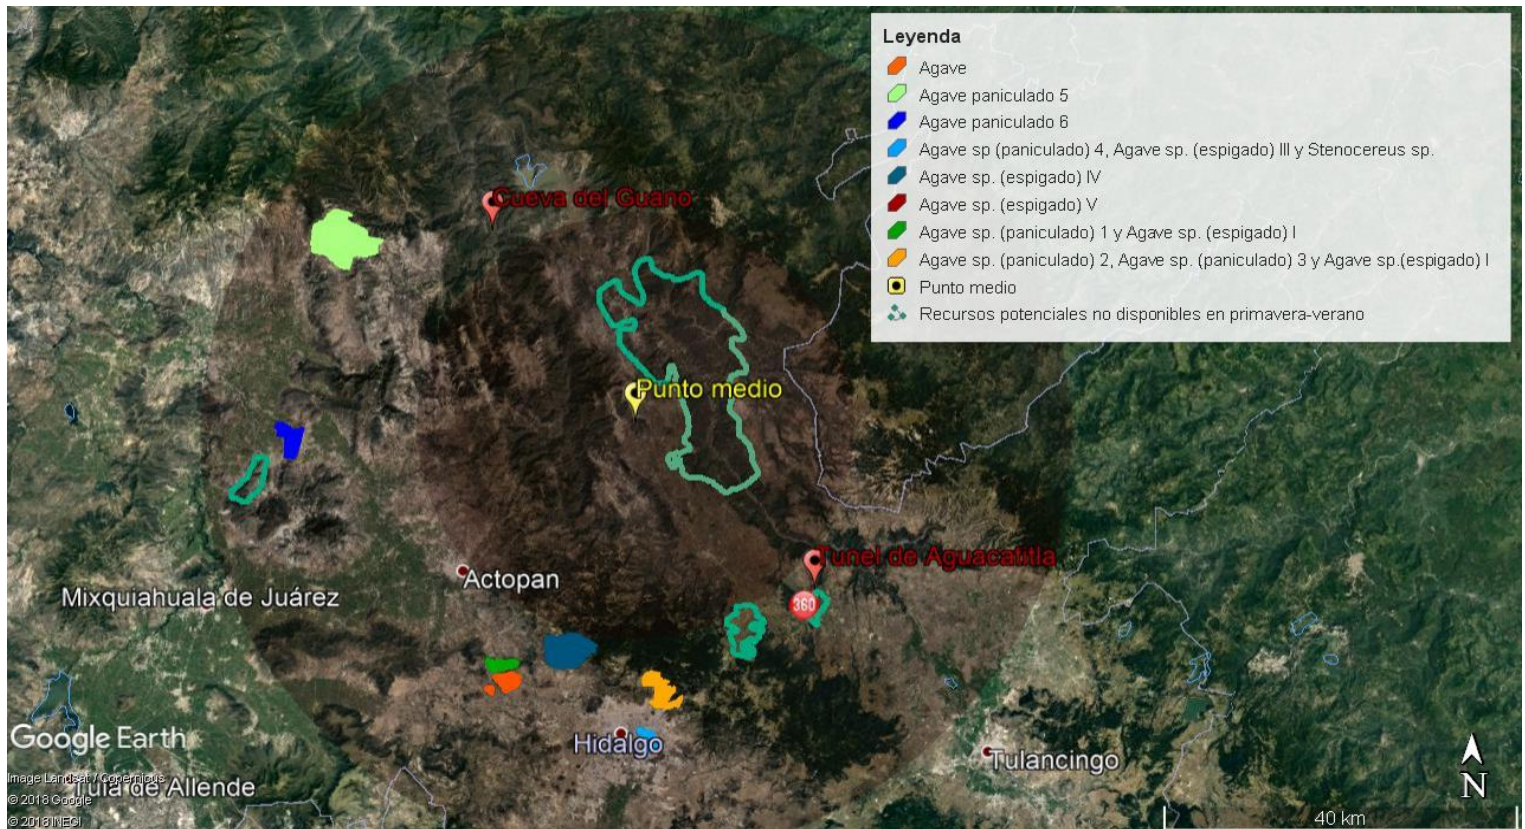 Leyenda
Agave
Agave paniculado 5
Agave paniculado 6
Agave sp (paniculado) 4, Agave sp. (espigado) III y Stenocereus sp.
Agave sp. (espigado) IV
Agave sp. (espigado) V
Agave sp. (paniculado) 1 y Agave sp. (espigado) I
Agave sp. (paniculado) 2, Agave sp. (paniculado) 3 y Agave sp.(espigado) I
Punto medio
Recursos potenciales no disponibles en primavera-verano
Cueva del Guano
Punto medio
Tunel de Aguacatitla
360
Actopan
Mixquiahuala de Juárez
Hidalgo
Tulancingo
Google Earth
Image Landsat / Copernicus
Tula de Allende
© 2018 Google
© 2018 INEGI
N
40 km